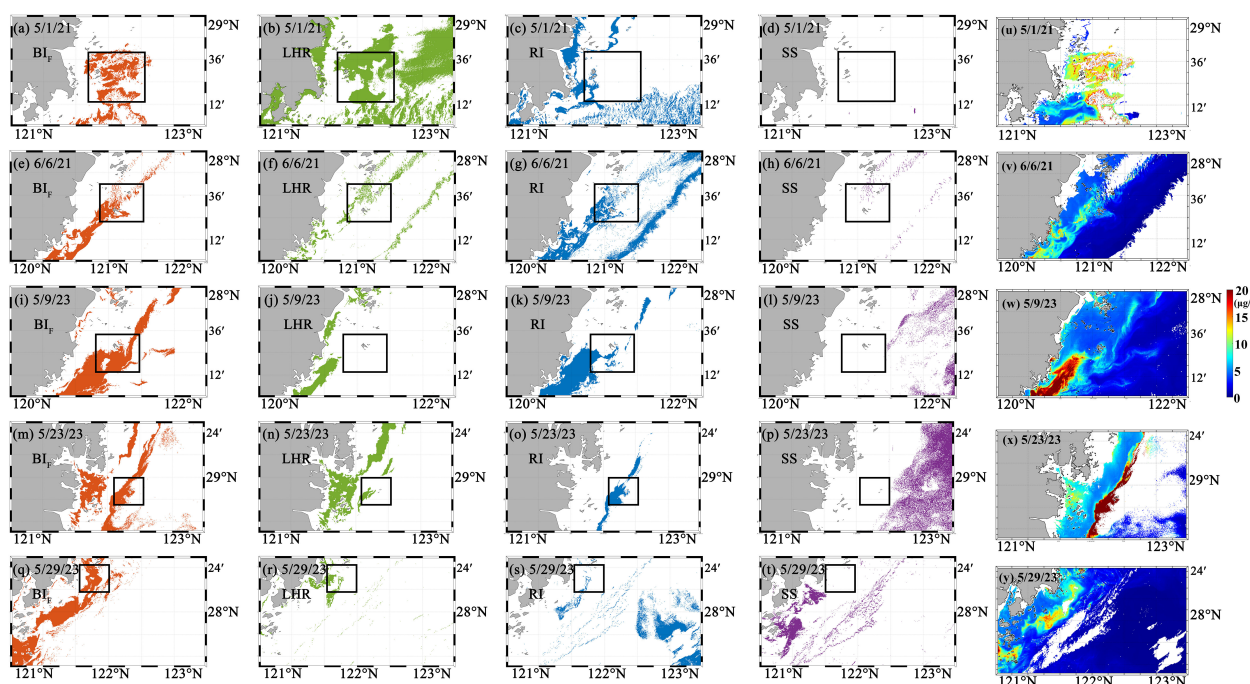 (a) 5/1/21
BI_F
(b) 5/1/21
LHR
(c) 5/1/21
RI
(d) 5/1/21
SS
(u) 5/1/21
29°N
36′
12′
29°N
36′
12′
29°N
36′
12′
29°N
36′
12′
29°N
36′
12′
121°N 123°N
121°N 123°N
121°N 123°N
121°N 123°N
121°N 123°N
(e) 6/6/21
BI_F
(f) 6/6/21
LHR
(g) 6/6/21
RI
(h) 6/6/21
SS
(v) 6/6/21
28°N
36′
12′
28°N
36′
12′
28°N
36′
12′
28°N
36′
12′
28°N
36′
12′
120°N 121°N 122°N
120°N 121°N 122°N
120°N 121°N 122°N
120°N 121°N 122°N
120°N 121°N 122°N
(i) 5/9/23
BI_F
(j) 5/9/23
LHR
(k) 5/9/23
RI
(l) 5/9/23
SS
(w) 5/9/23
28°N
36′
12′
28°N
36′
12′
28°N
36′
12′
28°N
36′
12′
28°N
36′
12′
120°N 122°N
120°N 122°N
120°N 122°N
120°N 122°N
120°N 122°N
20
(μg/
15
10
5
0
(m) 5/23/23
BI_F
(n) 5/23/23
LHR
(o) 5/23/23
RI
(p) 5/23/23
SS
(x) 5/23/23
24′
29°N
24′
29°N
24′
29°N
24′
29°N
24′
29°N
121°N 123°N
121°N 123°N
121°N 123°N
121°N 123°N
121°N 123°N
(q) 5/29/23
BI_F
(r) 5/29/23
LHR
(s) 5/29/23
RI
(t) 5/29/23
SS
(y) 5/29/23
24′
28°N
24′
28°N
24′
28°N
24′
28°N
24′
28°N
121°N 122°N 123°N
121°N 122°N 123°N
121°N 122°N 123°N
121°N 122°N 123°N
121°N 122°N 123°N